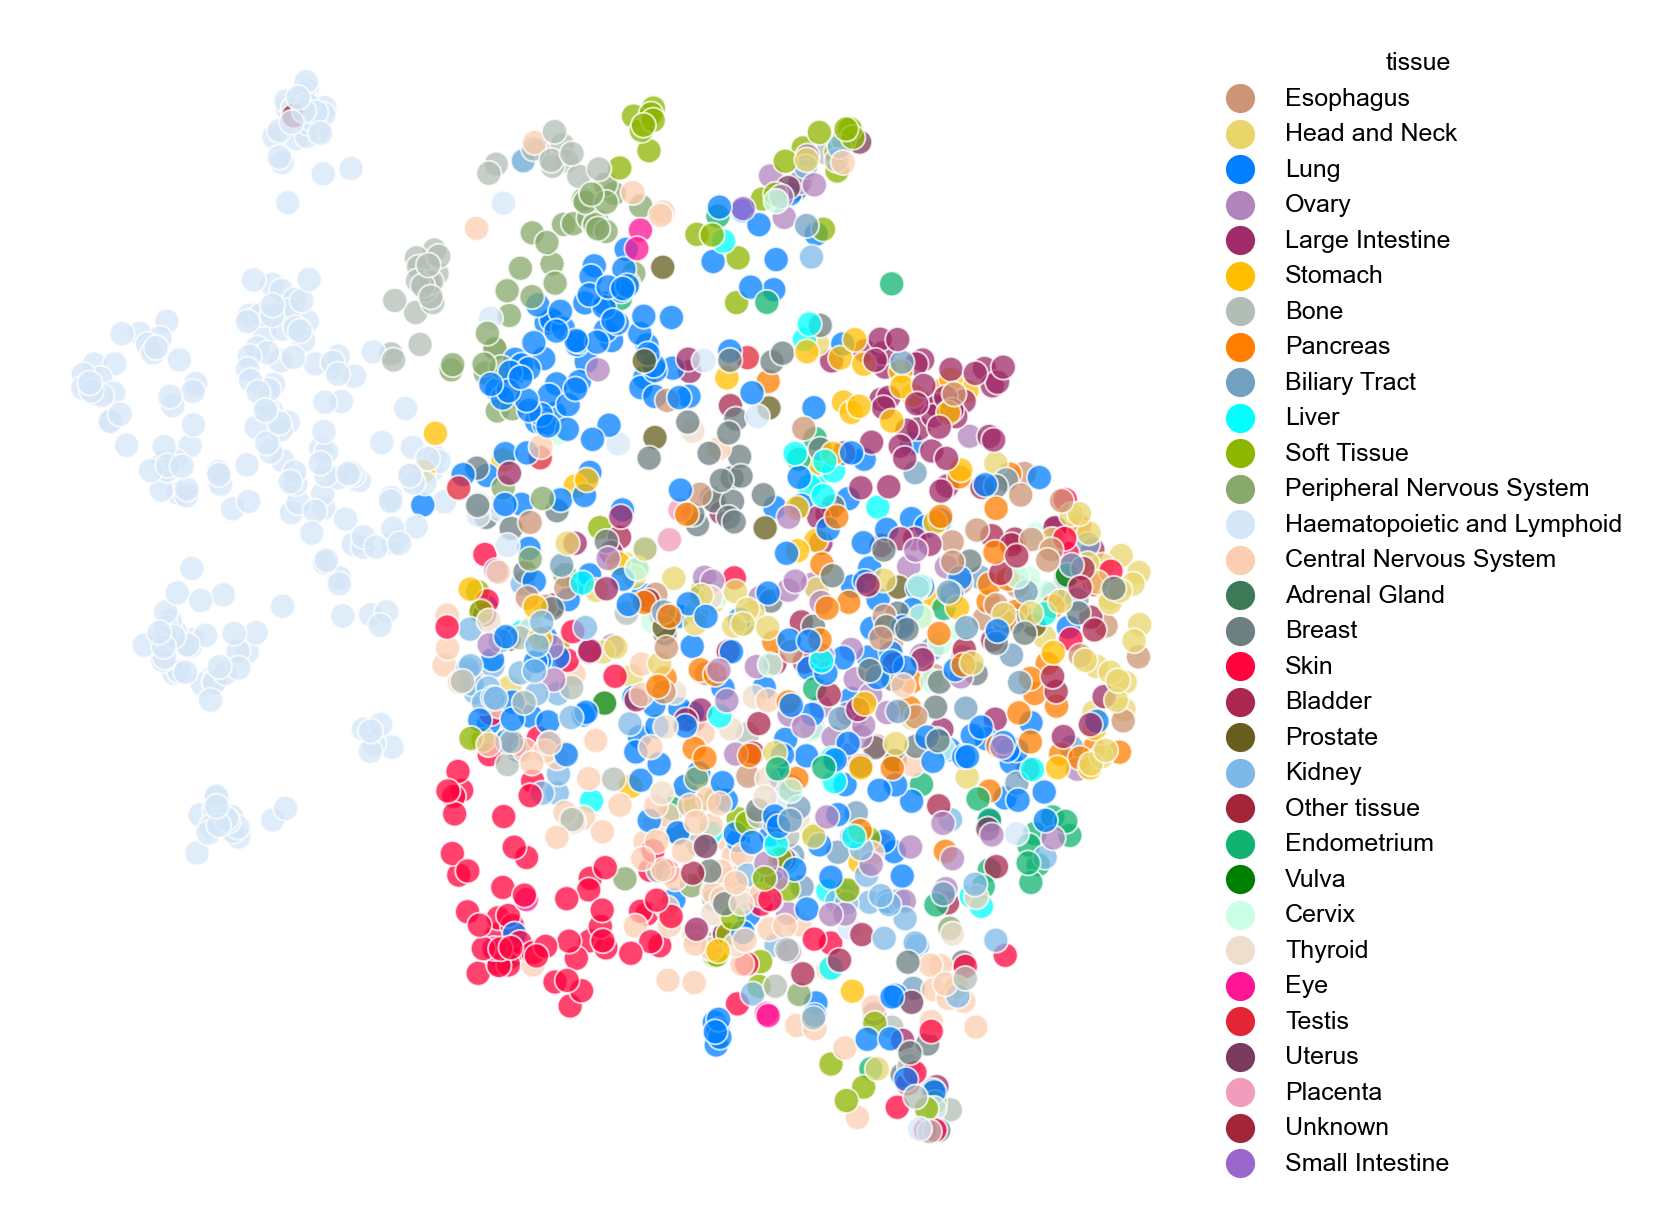 tissue
Esophagus
Head and Neck
Lung
Ovary
Large Intestine
Stomach
Bone
Pancreas
Biliary Tract
Liver
Soft Tissue
Peripheral Nervous System
Haematopoietic and Lymphoid
Central Nervous System
Adrenal Gland
Breast
Skin
Bladder
Prostate
Kidney
Other tissue
Endometrium
Vulva
Cervix
Thyroid
Eye
Testis
Uterus
Placenta
Unknown
Small Intestine